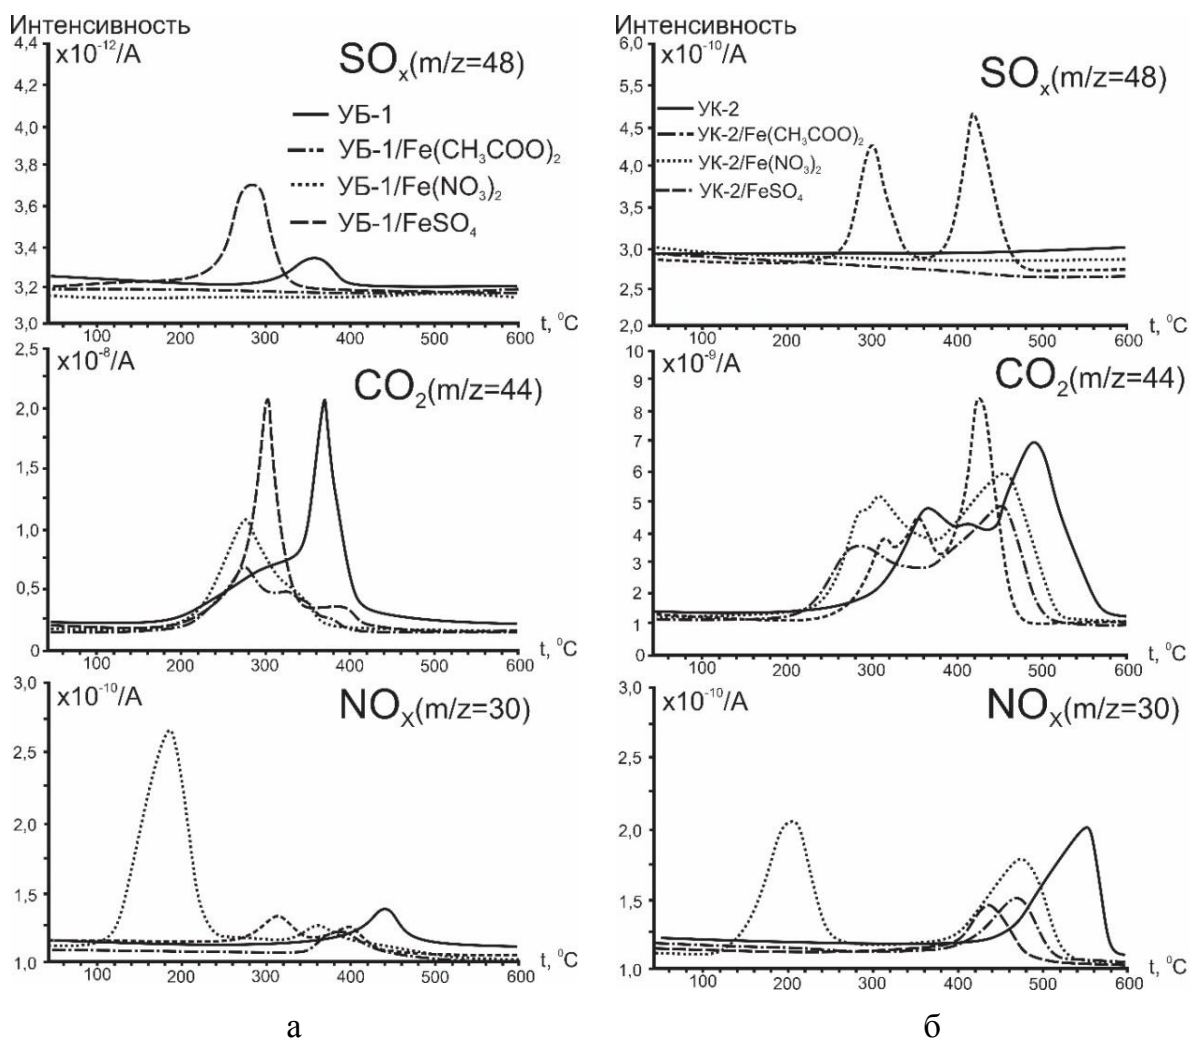 Интенсивность
x10⁻¹²/А
SOₓ(m/z=48)
4,4
4,2
4,0
3,8
3,6
3,4
3,2
3,0
УБ-1
УБ-1/Fe(CH₃COO)₂
УБ-1/Fe(NO₃)₂
УБ-1/FeSO₄
100 200 300 400 500 600
t, ⁰C
x10⁻⁸/А
CO₂(m/z=44)
2,5
2,0
1,5
1,0
0,5
0
100 200 300 400 500 600
t, ⁰C
x10⁻¹⁰/А
NOₓ(m/z=30)
3,0
2,5
2,0
1,5
1,0
100 200 300 400 500 600
t, ⁰C
а
Интенсивность
x10⁻¹⁰/А
SOₓ(m/z=48)
6,0
5,5
4,5
4,0
3,5
3,0
2,5
2,0
УК-2
УК-2/Fe(CH₃COO)₂
УК-2/Fe(NO₃)₂
УК-2/FeSO₄
100 200 300 400 500 600
t, ⁰C
x10⁻⁹/А
CO₂(m/z=44)
10
9
8
7
6
5
4
3
2
1
0
100 200 300 400 500 600
t, ⁰C
x10⁻¹⁰/А
NOₓ(m/z=30)
3,0
2,0
1,5
1,0
100 200 300 400 500 600
t, ⁰C
б